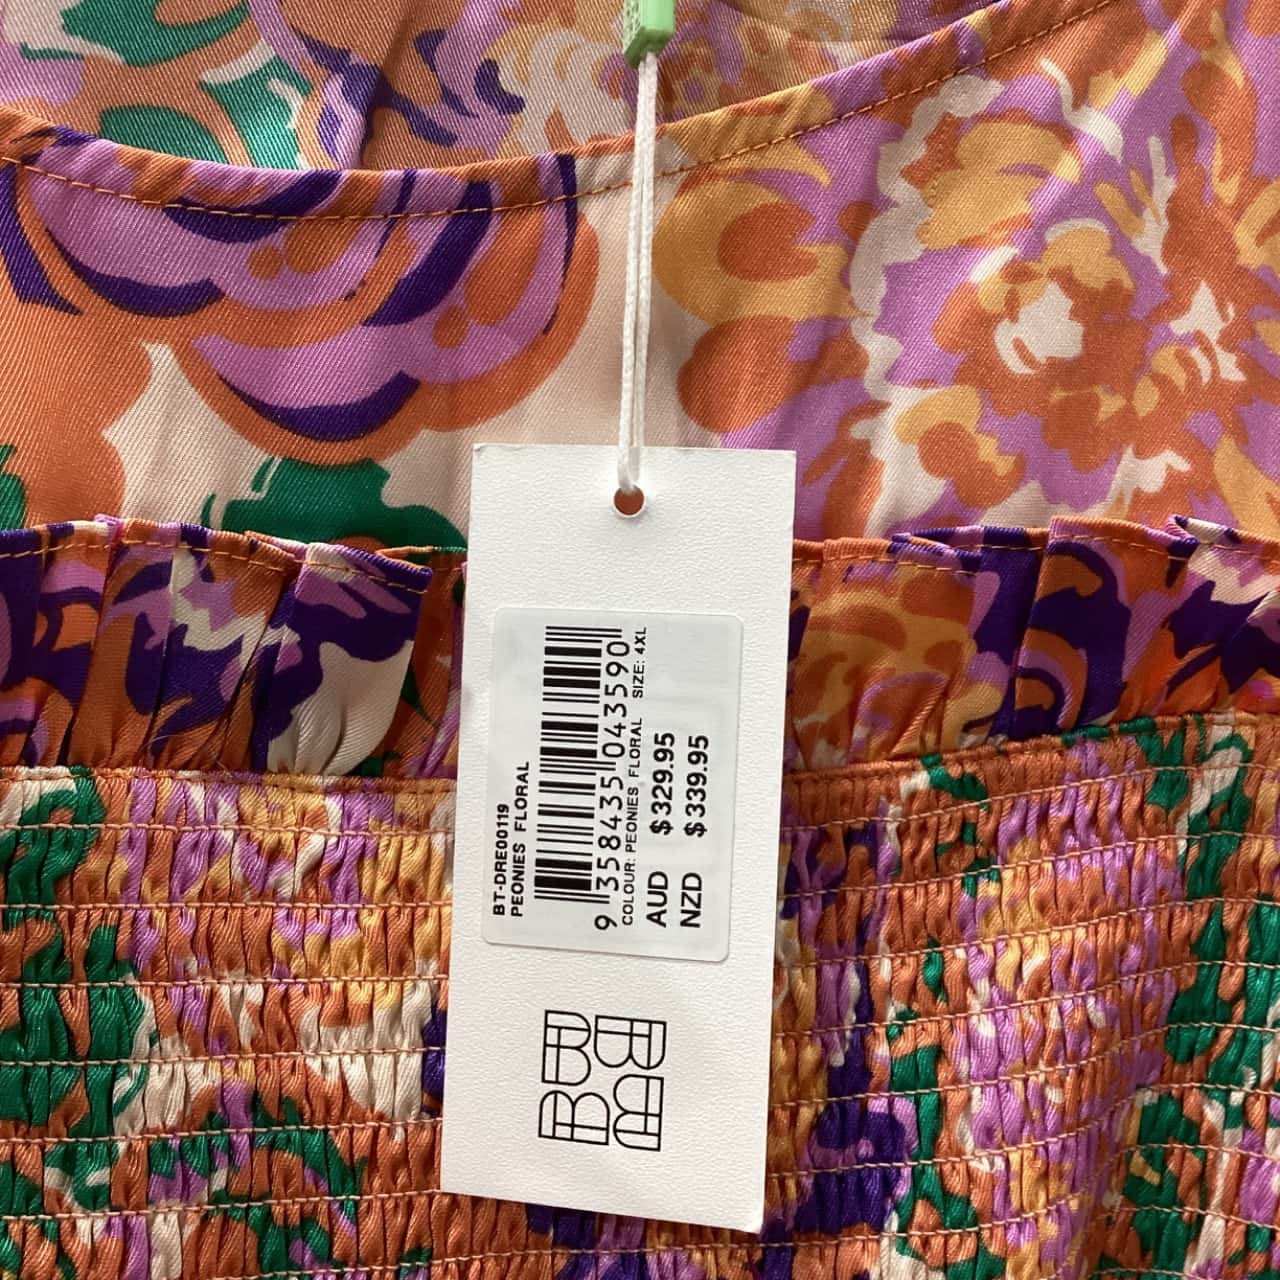 BT-DRE00119
PEONIES FLORAL
9 358435 043590
COLOUR: PEONIES FLORAL SIZE: 4XL
AUD $329.95
NZD $339.95